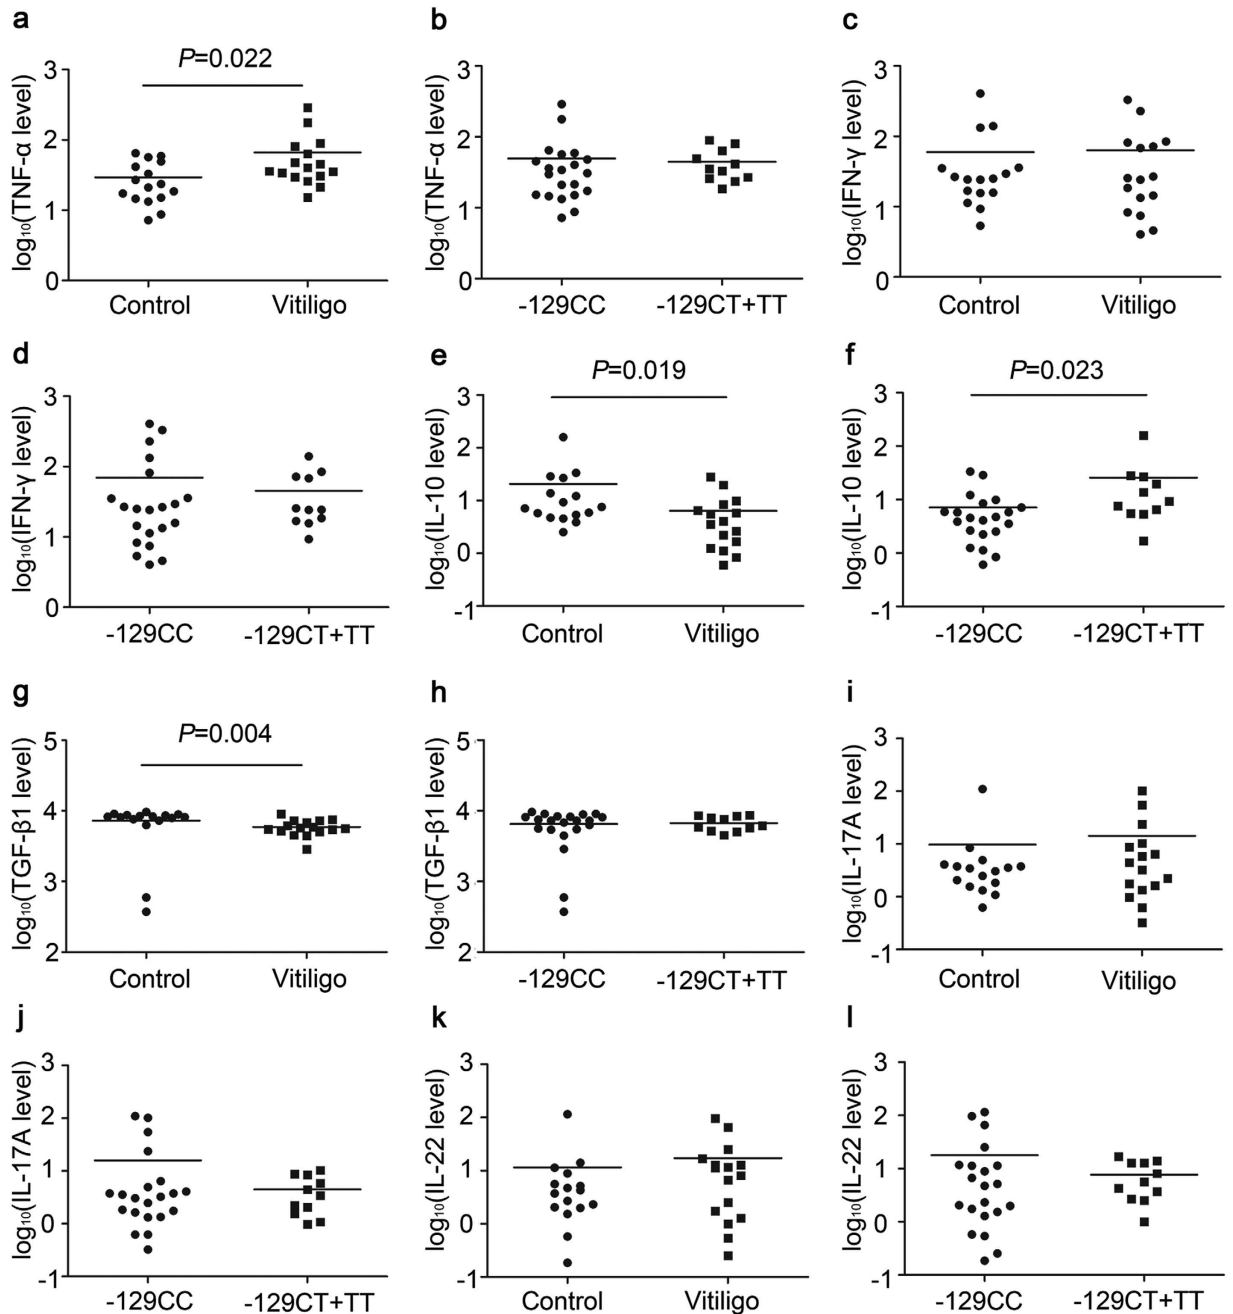 a
P=0.022
log₁₀(TNF-α level)
3
2
1
0
Control
Vitiligo
b
log₁₀(TNF-α level)
3
2
1
0
-129CC
-129CT+TT
c
log₁₀(IFN-γ level)
3
2
1
0
Control
Vitiligo
d
log₁₀(IFN-γ level)
3
2
1
0
-129CC
-129CT+TT
e
P=0.019
log₁₀(IL-10 level)
3
2
1
0
-1
Control
Vitiligo
f
P=0.023
log₁₀(IL-10 level)
3
2
1
0
-1
-129CC
-129CT+TT
g
P=0.004
log₁₀(TGF-β1 level)
5
4
3
2
Control
Vitiligo
h
log₁₀(TGF-β1 level)
5
4
3
2
-129CC
-129CT+TT
i
log₁₀(IL-17A level)
3
2
1
0
-1
Control
Vitiligo
j
log₁₀(IL-17A level)
3
2
1
0
-1
-129CC
-129CT+TT
k
log₁₀(IL-22 level)
3
2
1
0
-1
Control
Vitiligo
l
log₁₀(IL-22 level)
3
2
1
0
-1
-129CC
-129CT+TT